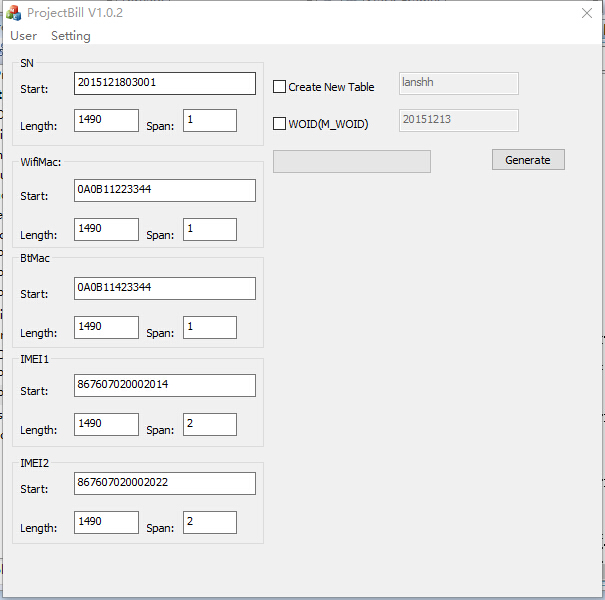 ProjectBill V1.0.2
User Setting
SN
Start: 2015121803001
Length: 1490 Span: 1
WifiMac:
Start: 0A0B11223344
Length: 1490 Span: 1
BtMac
Start: 0A0B11423344
Length: 1490 Span: 1
IMEI1
Start: 867607020002014
Length: 1490 Span: 2
IMEI2
Start: 867607020002022
Length: 1490 Span: 2
Create New Table lanshh
WOID(M_WOID) 20151213
Generate